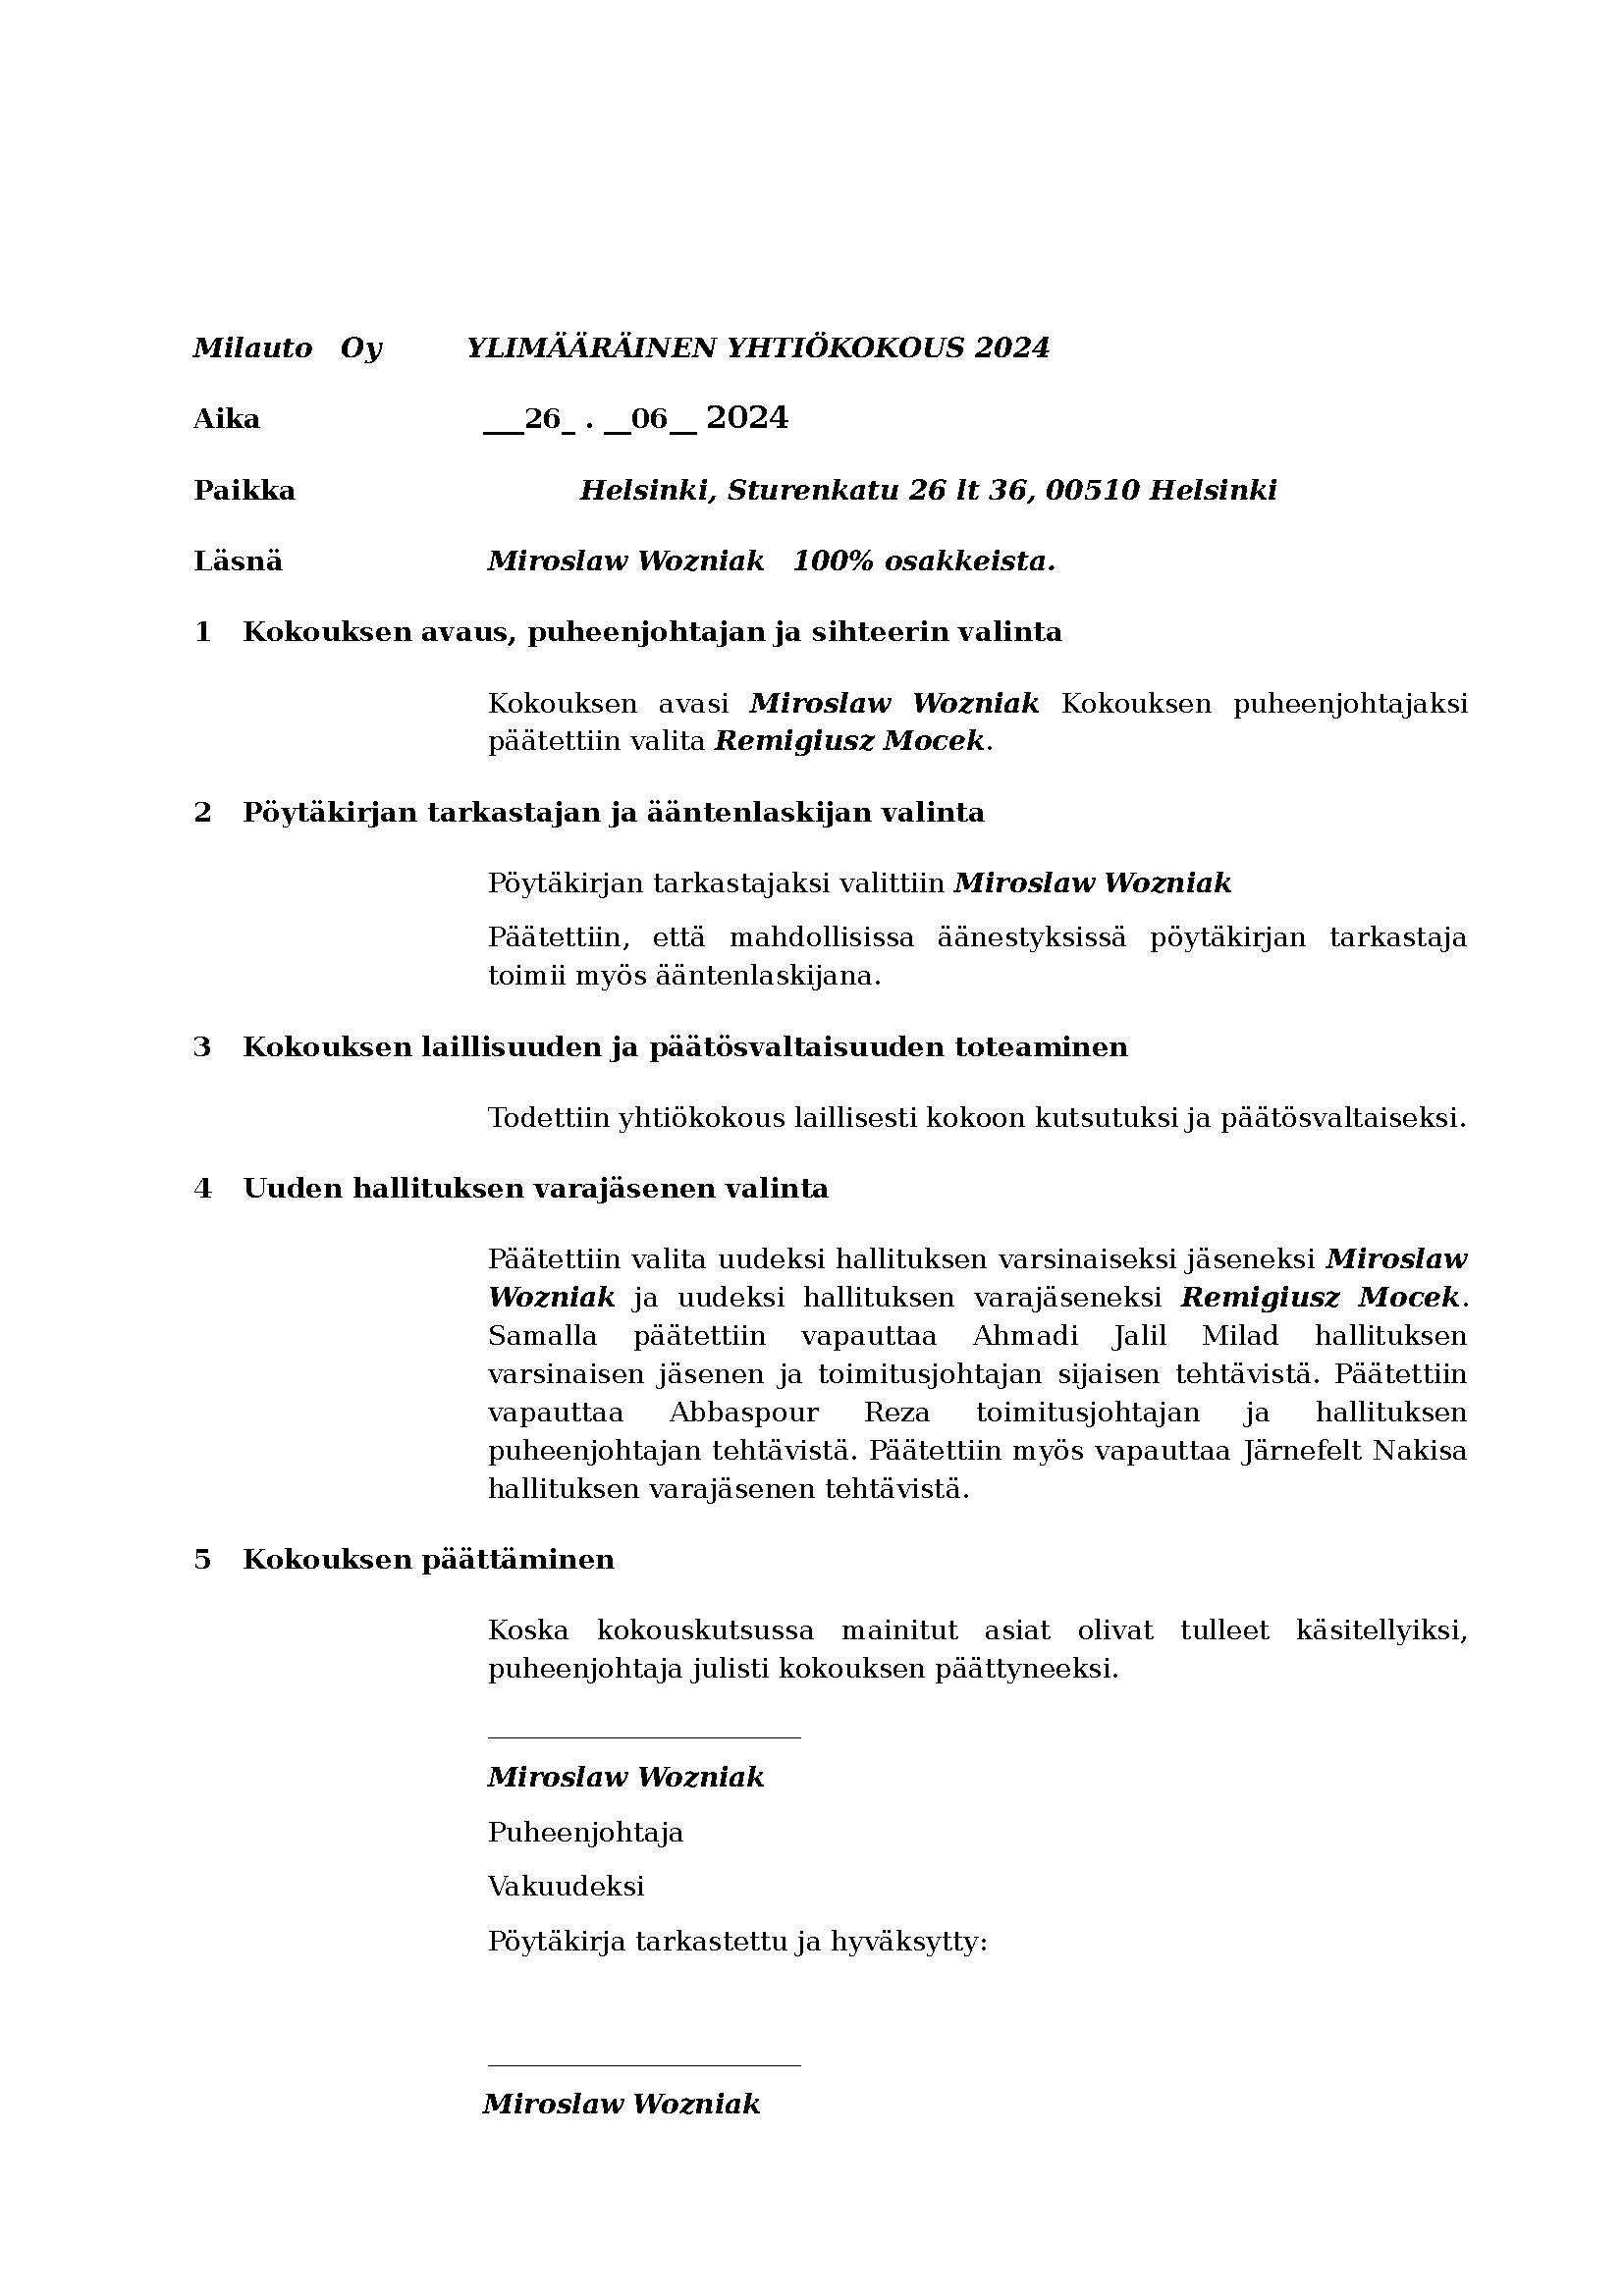 Milauto Oy YLIMÄÄRÄINEN YHTIÖKOKOUS 2024
Aika ___26_ . __06__ 2024
Paikka Helsinki, Sturenkatu 26 lt 36, 00510 Helsinki
Läsnä Miroslaw Wozniak 100% osakkeista.
1 Kokouksen avaus, puheenjohtajan ja sihteerin valinta
Kokouksen avasi Miroslaw Wozniak Kokouksen puheenjohtajaksi
päätettiin valita Remigiusz Mocek.
2 Pöytäkirjan tarkastajan ja ääntenlaskijan valinta
Pöytäkirjan tarkastajaksi valittiin Miroslaw Wozniak
Päätettiin, että mahdollisissa äänestyksissä pöytäkirjan tarkastaja
toimii myös ääntenlaskijana.
3 Kokouksen laillisuuden ja päätösvaltaisuuden toteaminen
Todettiin yhtiökokous laillisesti kokoon kutsutuksi ja päätösvaltaiseksi.
4 Uuden hallituksen varajäsenen valinta
Päätettiin valita uudeksi hallituksen varsinaiseksi jäseneksi Miroslaw
Wozniak ja uudeksi hallituksen varajäseneksi Remigiusz Mocek.
Samalla päätettiin vapauttaa Ahmadi Jalil Milad hallituksen
varsinaisen jäsenen ja toimitusjohtajan sijaisen tehtävistä. Päätettiin
vapauttaa Abbaspour Reza toimitusjohtajan ja hallituksen
puheenjohtajan tehtävistä. Päätettiin myös vapauttaa Järnefelt Nakisa
hallituksen varajäsenen tehtävistä.
5 Kokouksen päättäminen
Koska kokouskutsussa mainitut asiat olivat tulleet käsitellyiksi,
puheenjohtaja julisti kokouksen päättyneeksi.
Miroslaw Wozniak
Puheenjohtaja
Vakuudeksi
Pöytäkirja tarkastettu ja hyväksytty:
Miroslaw Wozniak